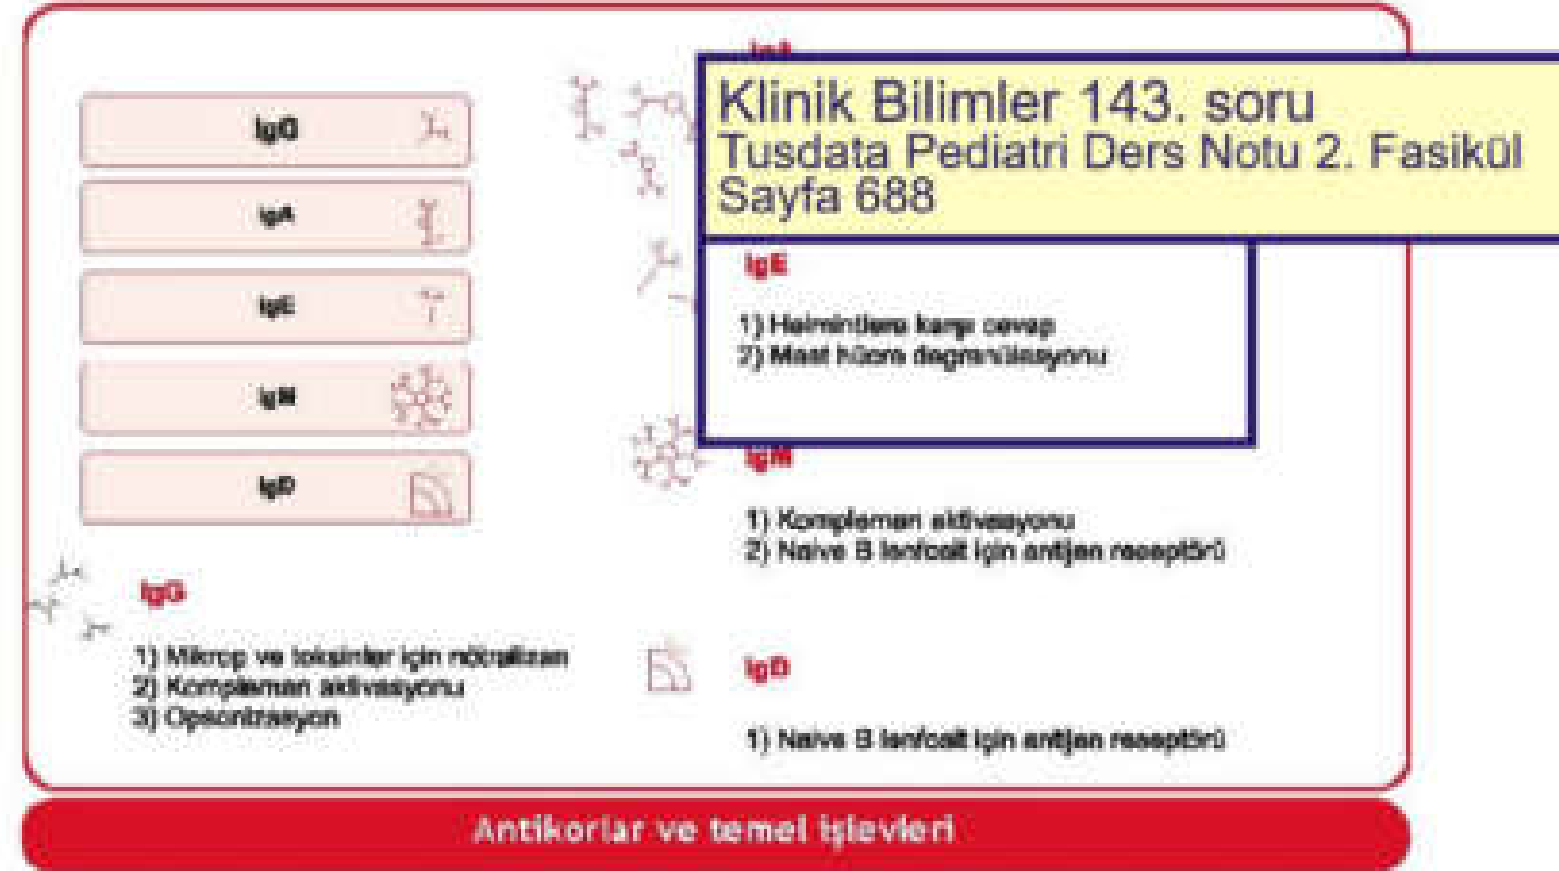 IgA
Klinik Bilimler 143. soru
Tusdata Pediatri Ders Notu 2. Fasikül
Sayfa 688
IgG
IgA
IgE
IgM
IgD
IgE
1) Helmintlere karşı cevap
2) Mast hücre degranülasyonu
IgM
1) Kompleman aktivasyonu
2) Naive B lenfosit için antijen reseptörü
IgG
1) Mikrop ve toksinler için nötralizan
2) Kompleman aktivasyonu
3) Opsonizasyon
IgD
1) Naive B lenfosit için antijen reseptörü
Antikorlar ve temel işlevleri